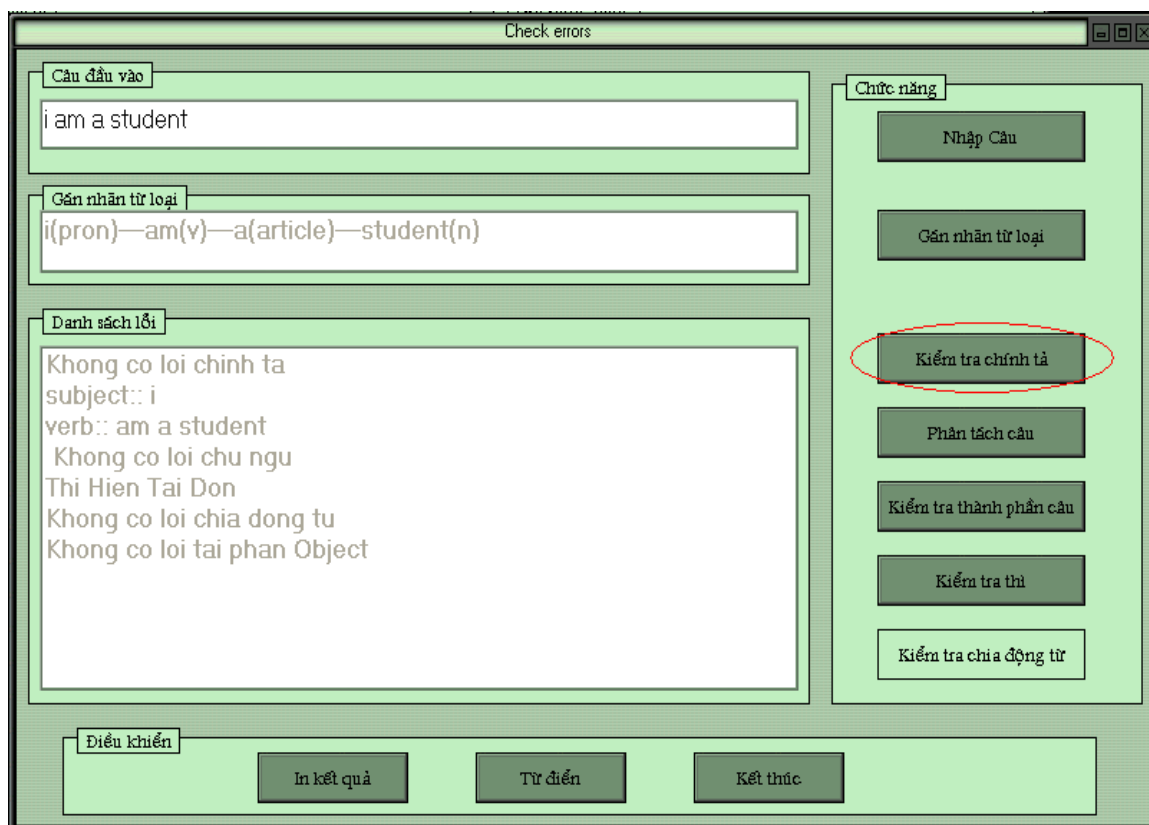 Check errors
Câu đầu vào
i am a student
Gán nhãn từ loại
i(pron)—am(v)—a(article)—student(n)
Danh sách lỗi
Khong co loi chinh ta
subject:: i
verb:: am a student
Khong co loi chu ngu
Thi Hien Tai Don
Khong co loi chia dong tu
Khong co loi tai phan Object
Chức năng
Nhập Câu
Gán nhãn từ loại
Kiểm tra chính tả
Phân tách câu
Kiểm tra thành phần câu
Kiểm tra thì
Kiểm tra chia động từ
Điều khiển
In kết quả
Từ điển
Kết thúc